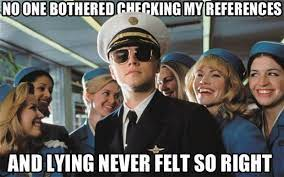 NO ONE BOTHERED CHECKING MY REFERENCES
AND LYING NEVER FELT SO RIGHT